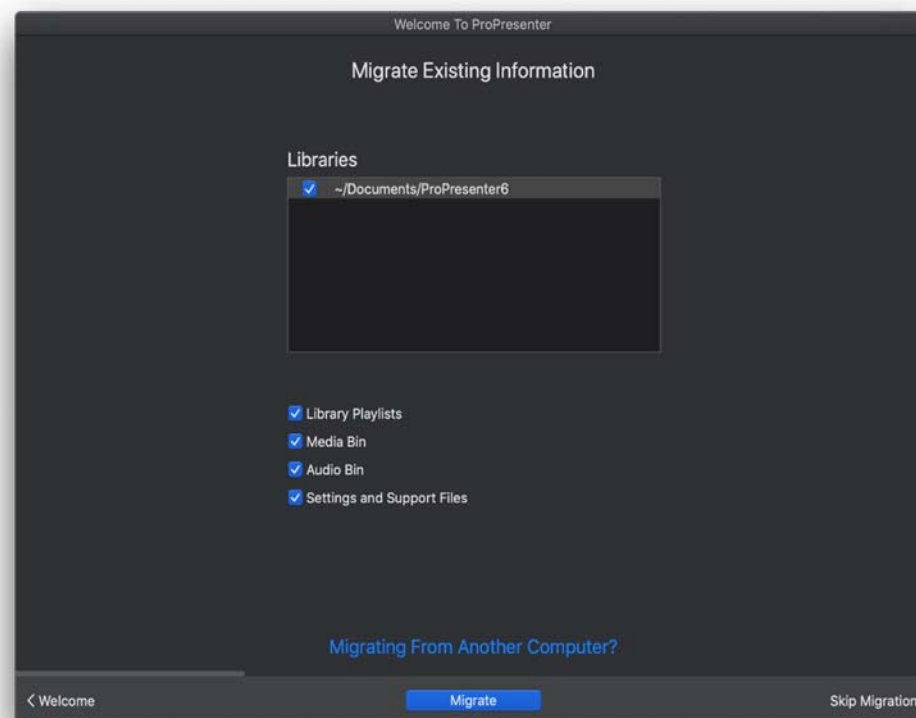 Welcome To ProPresenter
Migrate Existing Information
Libraries
~/Documents/ProPresenter6
Library Playlists
Media Bin
Audio Bin
Settings and Support Files
Migrating From Another Computer?
< Welcome
Migrate
Skip Migration